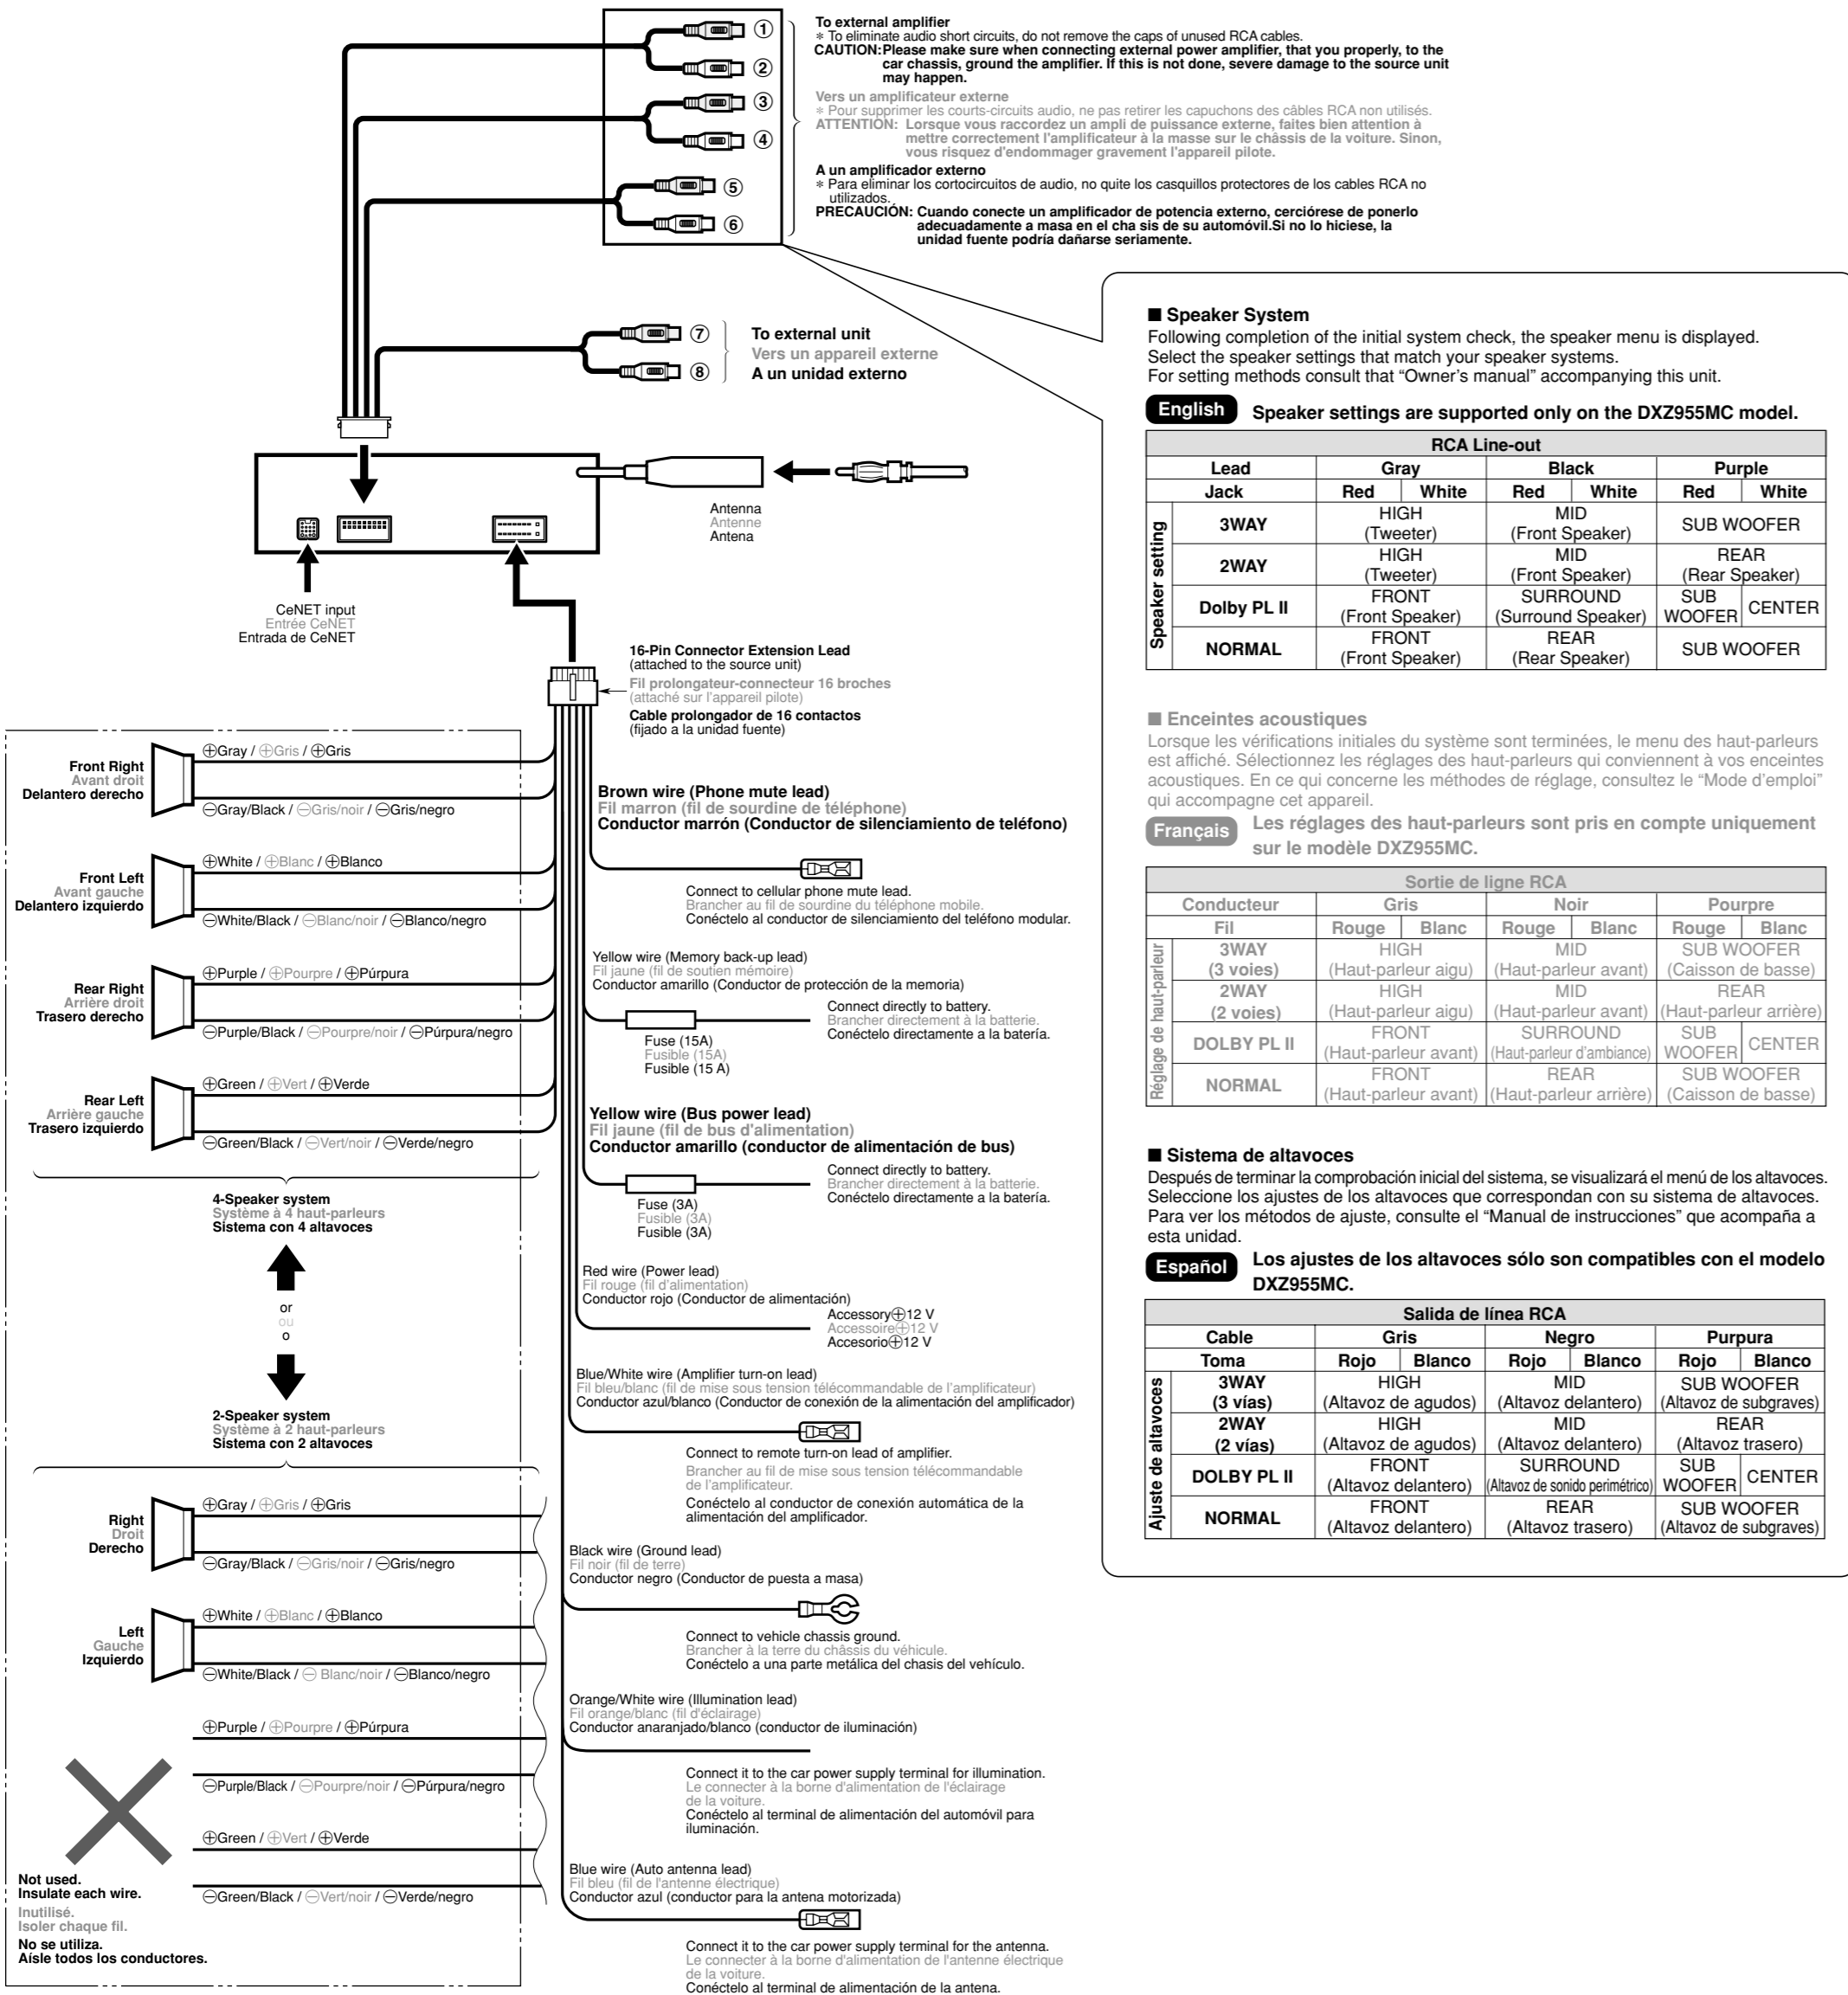 ①
②
③
④
⑤
⑥
To external amplifier
* To eliminate audio short circuits, do not remove the caps of unused RCA cables.
CAUTION:Please make sure when connecting external power amplifier, that you properly, to the
car chassis, ground the amplifier. If this is not done, severe damage to the source unit
may happen.
Vers un amplificateur externe
* Pour supprimer les courts-circuits audio, ne pas retirer les capuchons des câbles RCA non utilisés.
ATTENTION: Lorsque vous raccordez un ampli de puissance externe, faites bien attention à
mettre correctement l'amplificateur à la masse sur le châssis de la voiture. Sinon,
vous risquez d'endommager gravement l'appareil pilote.
A un amplificador externo
* Para eliminar los cortocircuitos de audio, no quite los casquillos protectores de los cables RCA no
utilizados.
PRECAUCIÓN: Cuando conecte un amplificador de potencia externo, cerciórese de ponerlo
adecuadamente a masa en el cha sis de su automóvil.Si no lo hiciese, la
unidad fuente podría dañarse seriamente.
⑦
⑧
To external unit
Vers un appareil externe
A un unidad externo
Antenna
Antenne
Antena
CeNET input
Entrée CeNET
Entrada de CeNET
16-Pin Connector Extension Lead
(attached to the source unit)
Fil prolongateur-connecteur 16 broches
(attaché sur l'appareil pilote)
Cable prolongador de 16 contactos
(fijado a la unidad fuente)
Front Right
Avant droit
Delantero derecho
⊕Gray / ⊕Gris / ⊕Gris
⊖Gray/Black / ⊖Gris/noir / ⊖Gris/negro
Front Left
Avant gauche
Delantero izquierdo
⊕White / ⊕Blanc / ⊕Blanco
⊖White/Black / ⊖Blanc/noir / ⊖Blanco/negro
Rear Right
Arrière droit
Trasero derecho
⊕Purple / ⊕Pourpre / ⊕Púrpura
⊖Purple/Black / ⊖Pourpre/noir / ⊖Púrpura/negro
Rear Left
Arrière gauche
Trasero izquierdo
⊕Green / ⊕Vert / ⊕Verde
⊖Green/Black / ⊖Vert/noir / ⊖Verde/negro
4-Speaker system
Système à 4 haut-parleurs
Sistema con 4 altavoces
or
ou
o
2-Speaker system
Système à 2 haut-parleurs
Sistema con 2 altavoces
Right
Droit
Derecho
⊕Gray / ⊕Gris / ⊕Gris
⊖Gray/Black / ⊖Gris/noir / ⊖Gris/negro
Left
Gauche
Izquierdo
⊕White / ⊕Blanc / ⊕Blanco
⊖White/Black / ⊖ Blanc/noir / ⊖Blanco/negro
⊕Purple / ⊕Pourpre / ⊕Púrpura
⊖Purple/Black / ⊖Pourpre/noir / ⊖Púrpura/negro
⊕Green / ⊕Vert / ⊕Verde
⊖Green/Black / ⊖Vert/noir / ⊖Verde/negro
Not used.
Insulate each wire.
Inutilisé.
Isoler chaque fil.
No se utiliza.
Aísle todos los conductores.
Brown wire (Phone mute lead)
Fil marron (fil de sourdine de téléphone)
Conductor marrón (Conductor de silenciamiento de teléfono)
Connect to cellular phone mute lead.
Brancher au fil de sourdine du téléphone mobile.
Conéctelo al conductor de silenciamiento del teléfono modular.
Yellow wire (Memory back-up lead)
Fil jaune (fil de soutien mémoire)
Conductor amarillo (Conductor de protección de la memoria)
Connect directly to battery.
Brancher directement à la batterie.
Conéctelo directamente a la batería.
Fuse (15A)
Fusible (15A)
Fusible (15 A)
Yellow wire (Bus power lead)
Fil jaune (fil de bus d'alimentation)
Conductor amarillo (conductor de alimentación de bus)
Connect directly to battery.
Brancher directement à la batterie.
Conéctelo directamente a la batería.
Fuse (3A)
Fusible (3A)
Fusible (3A)
Red wire (Power lead)
Fil rouge (fil d'alimentation)
Conductor rojo (Conductor de alimentación)
Accessory⊕12 V
Accessoire⊕12 V
Accesorio⊕12 V
Blue/White wire (Amplifier turn-on lead)
Fil bleu/blanc (fil de mise sous tension télécommandable de l'amplificateur)
Conductor azul/blanco (Conductor de conexión de la alimentación del amplificador)
Connect to remote turn-on lead of amplifier.
Brancher au fil de mise sous tension télécommandable
de l'amplificateur.
Conéctelo al conductor de conexión automática de la
alimentación del amplificador.
Black wire (Ground lead)
Fil noir (fil de terre)
Conductor negro (Conductor de puesta a masa)
Connect to vehicle chassis ground.
Brancher à la terre du châssis du véhicule.
Conéctelo a una parte metálica del chasis del vehículo.
Orange/White wire (Illumination lead)
Fil orange/blanc (fil d'éclairage)
Conductor anaranjado/blanco (conductor de iluminación)
Connect it to the car power supply terminal for illumination.
Le connecter à la borne d'alimentation de l'éclairage
de la voiture.
Conéctelo al terminal de alimentación del automóvil para
iluminación.
Blue wire (Auto antenna lead)
Fil bleu (fil de l'antenne électrique)
Conductor azul (conductor para la antena motorizada)
Connect it to the car power supply terminal for the antenna.
Le connecter à la borne d'alimentation de l'antenne électrique
de la voiture.
Conéctelo al terminal de alimentación de la antena.
■ Speaker System
Following completion of the initial system check, the speaker menu is displayed.
Select the speaker settings that match your speaker systems.
For setting methods consult that “Owner's manual” accompanying this unit.
English Speaker settings are supported only on the DXZ955MC model.
RCA Line-out
Lead Gray Black Purple
Jack Red White Red White Red White
Speaker setting
3WAY HIGH (Tweeter) MID (Front Speaker) SUB WOOFER
2WAY HIGH (Tweeter) MID (Front Speaker) REAR (Rear Speaker)
Dolby PL II FRONT (Front Speaker) SURROUND (Surround Speaker) SUB WOOFER CENTER
NORMAL FRONT (Front Speaker) REAR (Rear Speaker) SUB WOOFER
■ Enceintes acoustiques
Lorsque les vérifications initiales du système sont terminées, le menu des haut-parleurs
est affiché. Sélectionnez les réglages des haut-parleurs qui conviennent à vos enceintes
acoustiques. En ce qui concerne les méthodes de réglage, consultez le “Mode d'emploi”
qui accompagne cet appareil.
Français Les réglages des haut-parleurs sont pris en compte uniquement
sur le modèle DXZ955MC.
Sortie de ligne RCA
Conducteur Gris Noir Pourpre
Fil Rouge Blanc Rouge Blanc Rouge Blanc
Réglage de haut-parleur
3WAY (3 voies) HIGH (Haut-parleur aigu) MID (Haut-parleur avant) SUB WOOFER (Caisson de basse)
2WAY (2 voies) HIGH (Haut-parleur aigu) MID (Haut-parleur avant) REAR (Haut-parleur arrière)
DOLBY PL II FRONT (Haut-parleur avant) SURROUND (Haut-parleur d'ambiance) SUB WOOFER CENTER
NORMAL FRONT (Haut-parleur avant) REAR (Haut-parleur arrière) SUB WOOFER (Caisson de basse)
■ Sistema de altavoces
Después de terminar la comprobación inicial del sistema, se visualizará el menú de los altavoces.
Seleccione los ajustes de los altavoces que correspondan con su sistema de altavoces.
Para ver los métodos de ajuste, consulte el “Manual de instrucciones” que acompaña a
esta unidad.
Español Los ajustes de los altavoces sólo son compatibles con el modelo
DXZ955MC.
Salida de línea RCA
Cable Gris Negro Purpura
Toma Rojo Blanco Rojo Blanco Rojo Blanco
Ajuste de altavoces
3WAY (3 vías) HIGH (Altavoz de agudos) MID (Altavoz delantero) SUB WOOFER (Altavoz de subgraves)
2WAY (2 vías) HIGH (Altavoz de agudos) MID (Altavoz delantero) REAR (Altavoz trasero)
DOLBY PL II FRONT (Altavoz delantero) SURROUND (Altavoz de sonido perimétrico) SUB WOOFER CENTER
NORMAL FRONT (Altavoz delantero) REAR (Altavoz trasero) SUB WOOFER (Altavoz de subgraves)